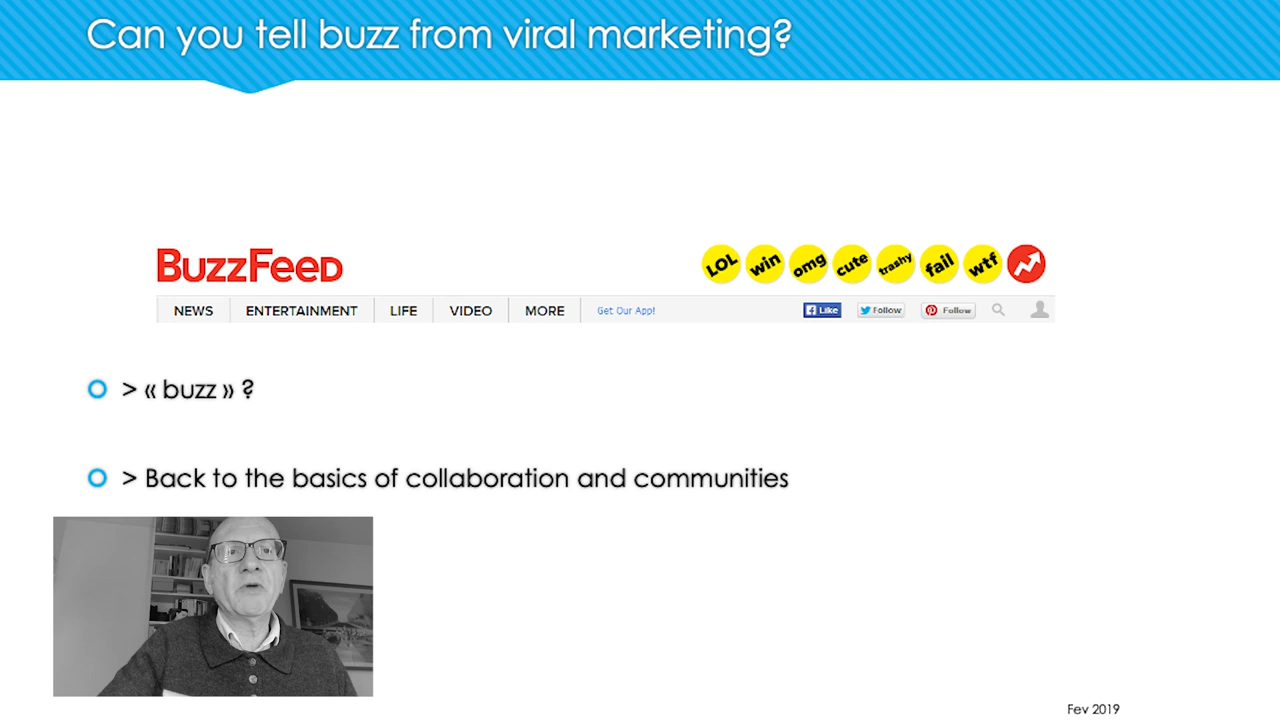 Can you tell buzz from viral marketing?
BuzzFeed
LOL win omg cute trashy fail wtf
NEWS ENTERTAINMENT LIFE VIDEO MORE Get Our App! Like Follow Follow
> « buzz » ?
> Back to the basics of collaboration and communities
Fev 2019